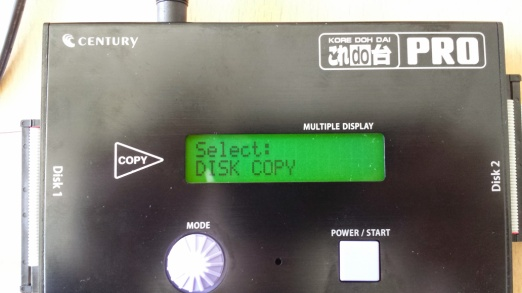 CENTURY
KORE DOH DAI
これdo台 PRO
MULTIPLE DISPLAY
Select:
DISK COPY
COPY
Disk 1
Disk 2
MODE
POWER / START